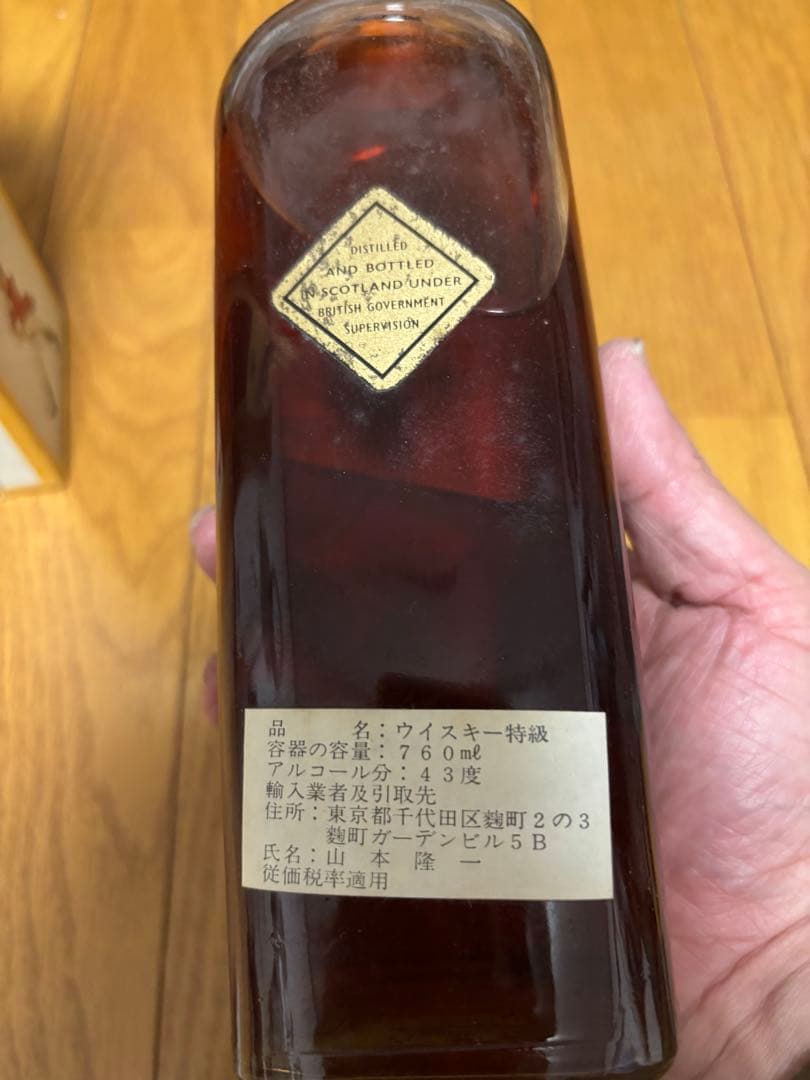 DISTILLED
AND BOTTLED
IN SCOTLAND UNDER
BRITISH GOVERNMENT
SUPERVISION
品　　　名：ウイスキー特級
容器の容量：７６０㎖
アルコール分：４３度
輸入業者及引取先
住所：東京都千代田区麹町２の３
麹町ガーデンビル５Ｂ
氏名：山　本　隆　一
従価税率適用